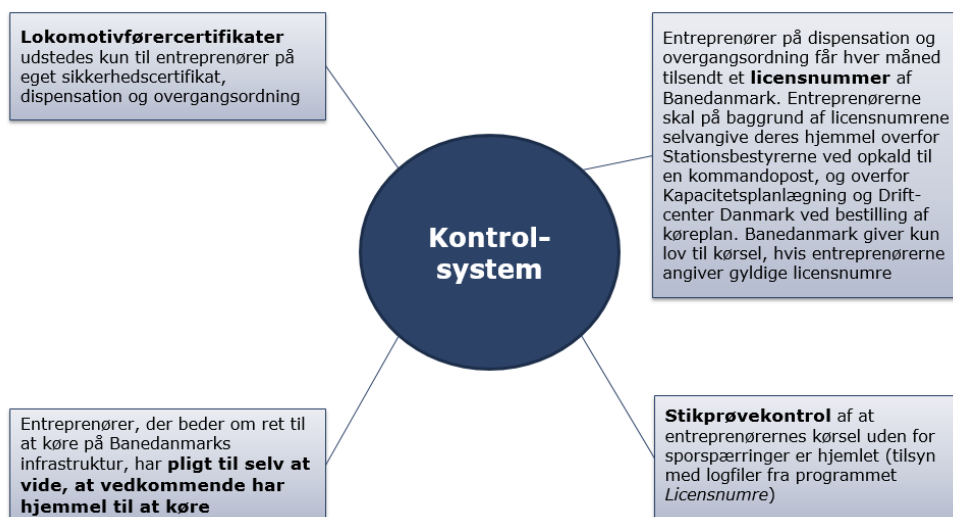 Lokomotivførercertifikater
udstedes kun til entreprenører på
eget sikkerhedscertifikat,
dispensation og overgangsordning
Entreprenører på dispensation og
overgangsordning får hver måned
tilsendt et licensnummer af
Banedanmark. Entreprenørerne
skal på baggrund af licensnumrene
selvangive deres hjemmel overfor
Stationsbestyrerne ved opkald til
en kommandopost, og overfor
Kapacitetsplanlægning og Drift-
center Danmark ved bestilling af
køreplan. Banedanmark giver kun
lov til kørsel, hvis entreprenørerne
angiver gyldige licensnumre
Kontrol-
system
Entreprenører, der beder om ret til
at køre på Banedanmarks
infrastruktur, har pligt til selv at
vide, at vedkommende har
hjemmel til at køre
Stikprøvekontrol af at
entreprenørernes kørsel uden for
sporspærringer er hjemlet (tilsyn
med logfiler fra programmet
Licensnumre)